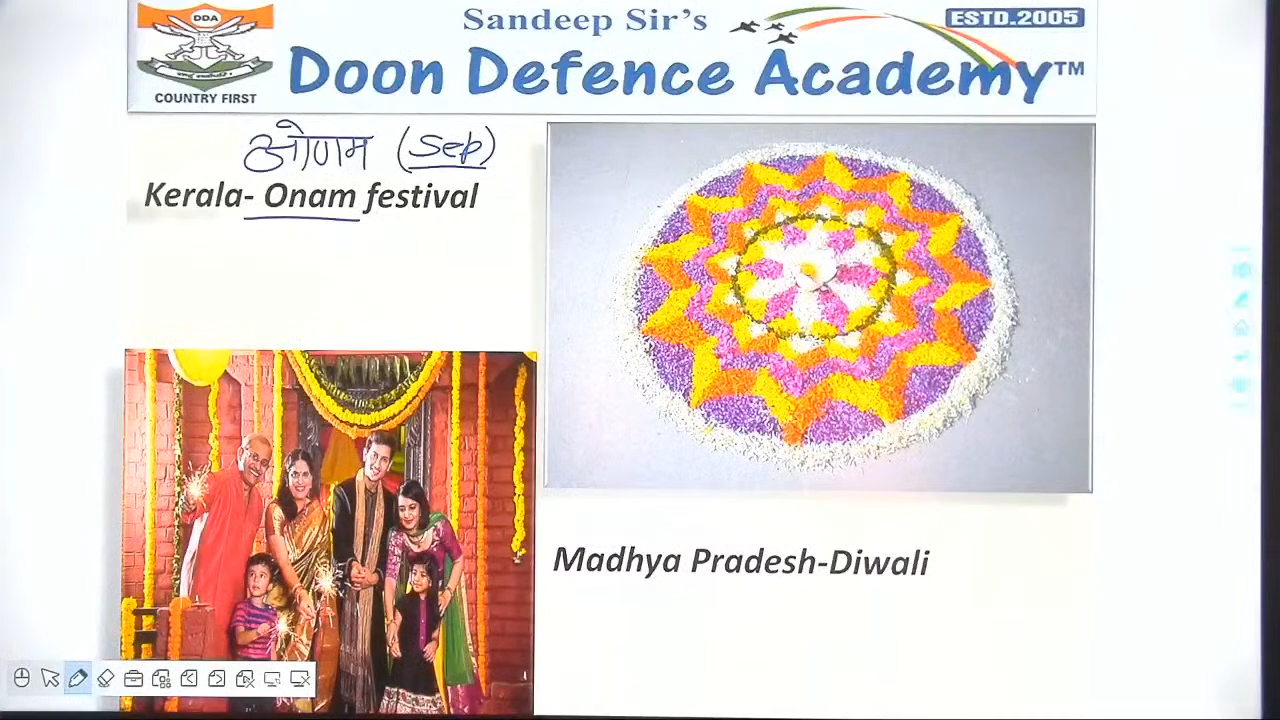 Sandeep Sir's
ESTD.2005
DDA
Doon Defence Academy™
COUNTRY FIRST
ओणम (Sep)
Kerala- Onam festival
Madhya Pradesh-Diwali